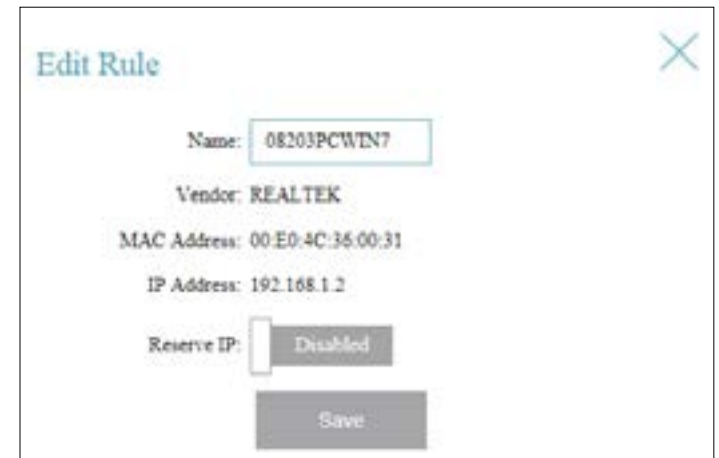 Edit Rule
Name: 08203PCWIN7
Vendor: REALTEK
MAC Address: 00:E0:4C:36:00:31
IP Address: 192.168.1.2
Reserve IP: Disabled
Save